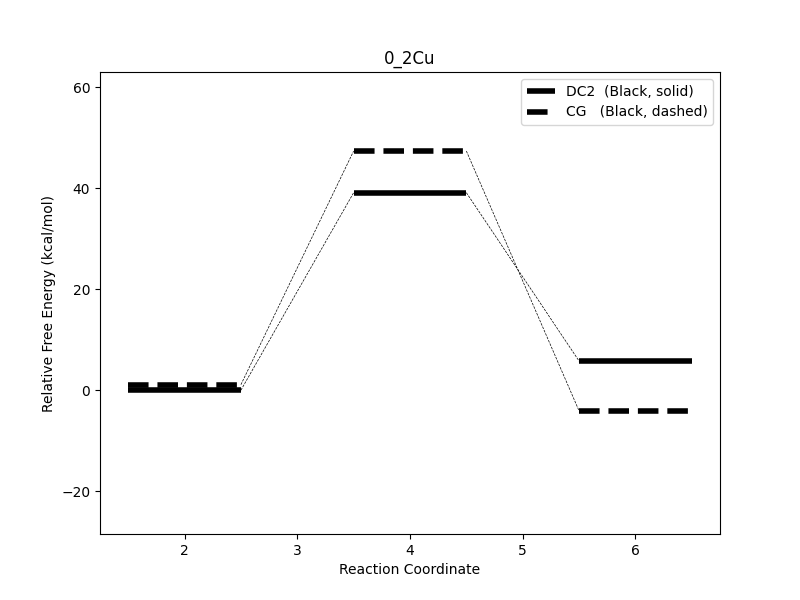 0_2Cu
DC2  (Black, solid)
CG   (Black, dashed)
60
40
20
0
−20
Relative Free Energy (kcal/mol)
2 3 4 5 6
Reaction Coordinate